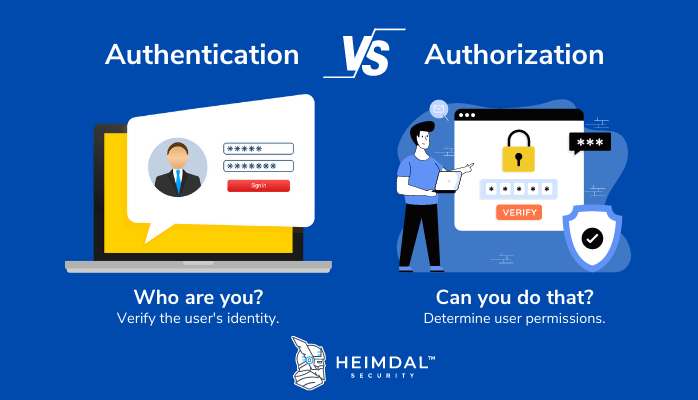 Authentication VS Authorization
*****
*******
Sign in
***
*****
VERIFY
Who are you?
Verify the user's identity.
Can you do that?
Determine user permissions.
HEIMDAL™
SECURITY